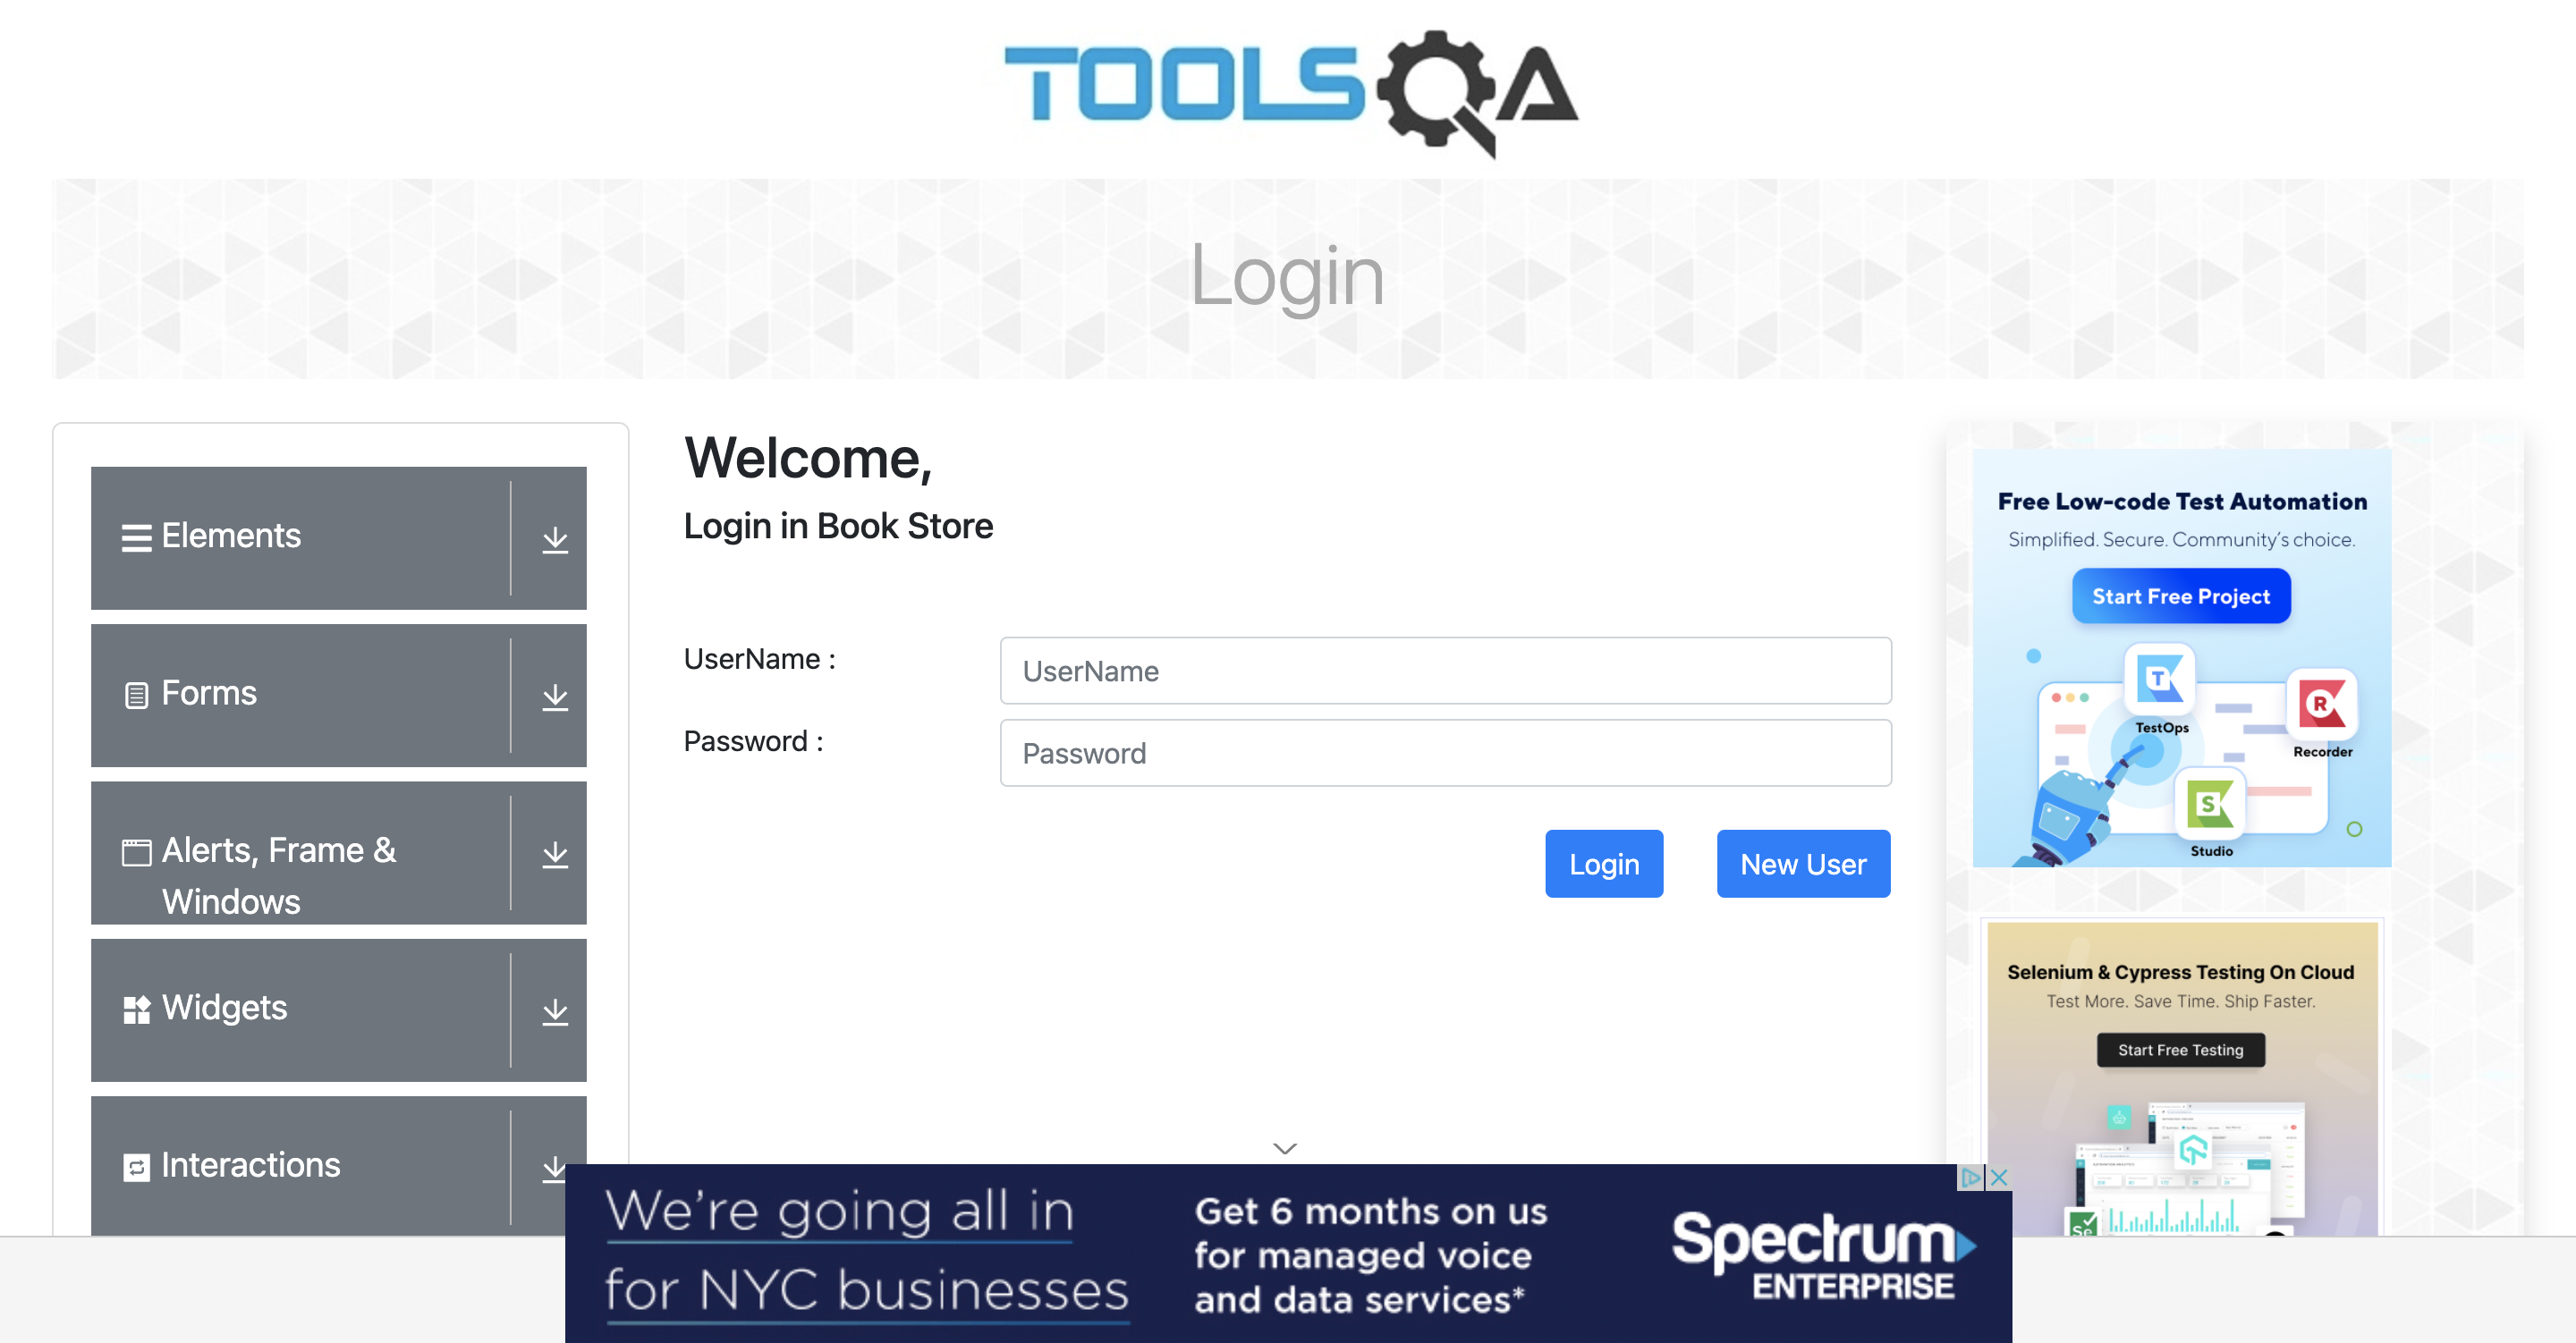 TOOLSQA
Login
Elements
Forms
Alerts, Frame &
Windows
Widgets
Interactions
Welcome,
Login in Book Store
UserName :
UserName
Password :
Password
Login
New User
Free Low-code Test Automation
Simplified. Secure. Community's choice.
Start Free Project
T
TestOps
R
Recorder
S
Studio
Selenium & Cypress Testing On Cloud
Test More. Save Time. Ship Faster.
Start Free Testing
Se
We're going all in
for NYC businesses
Get 6 months on us
for managed voice
and data services*
Spectrum
ENTERPRISE